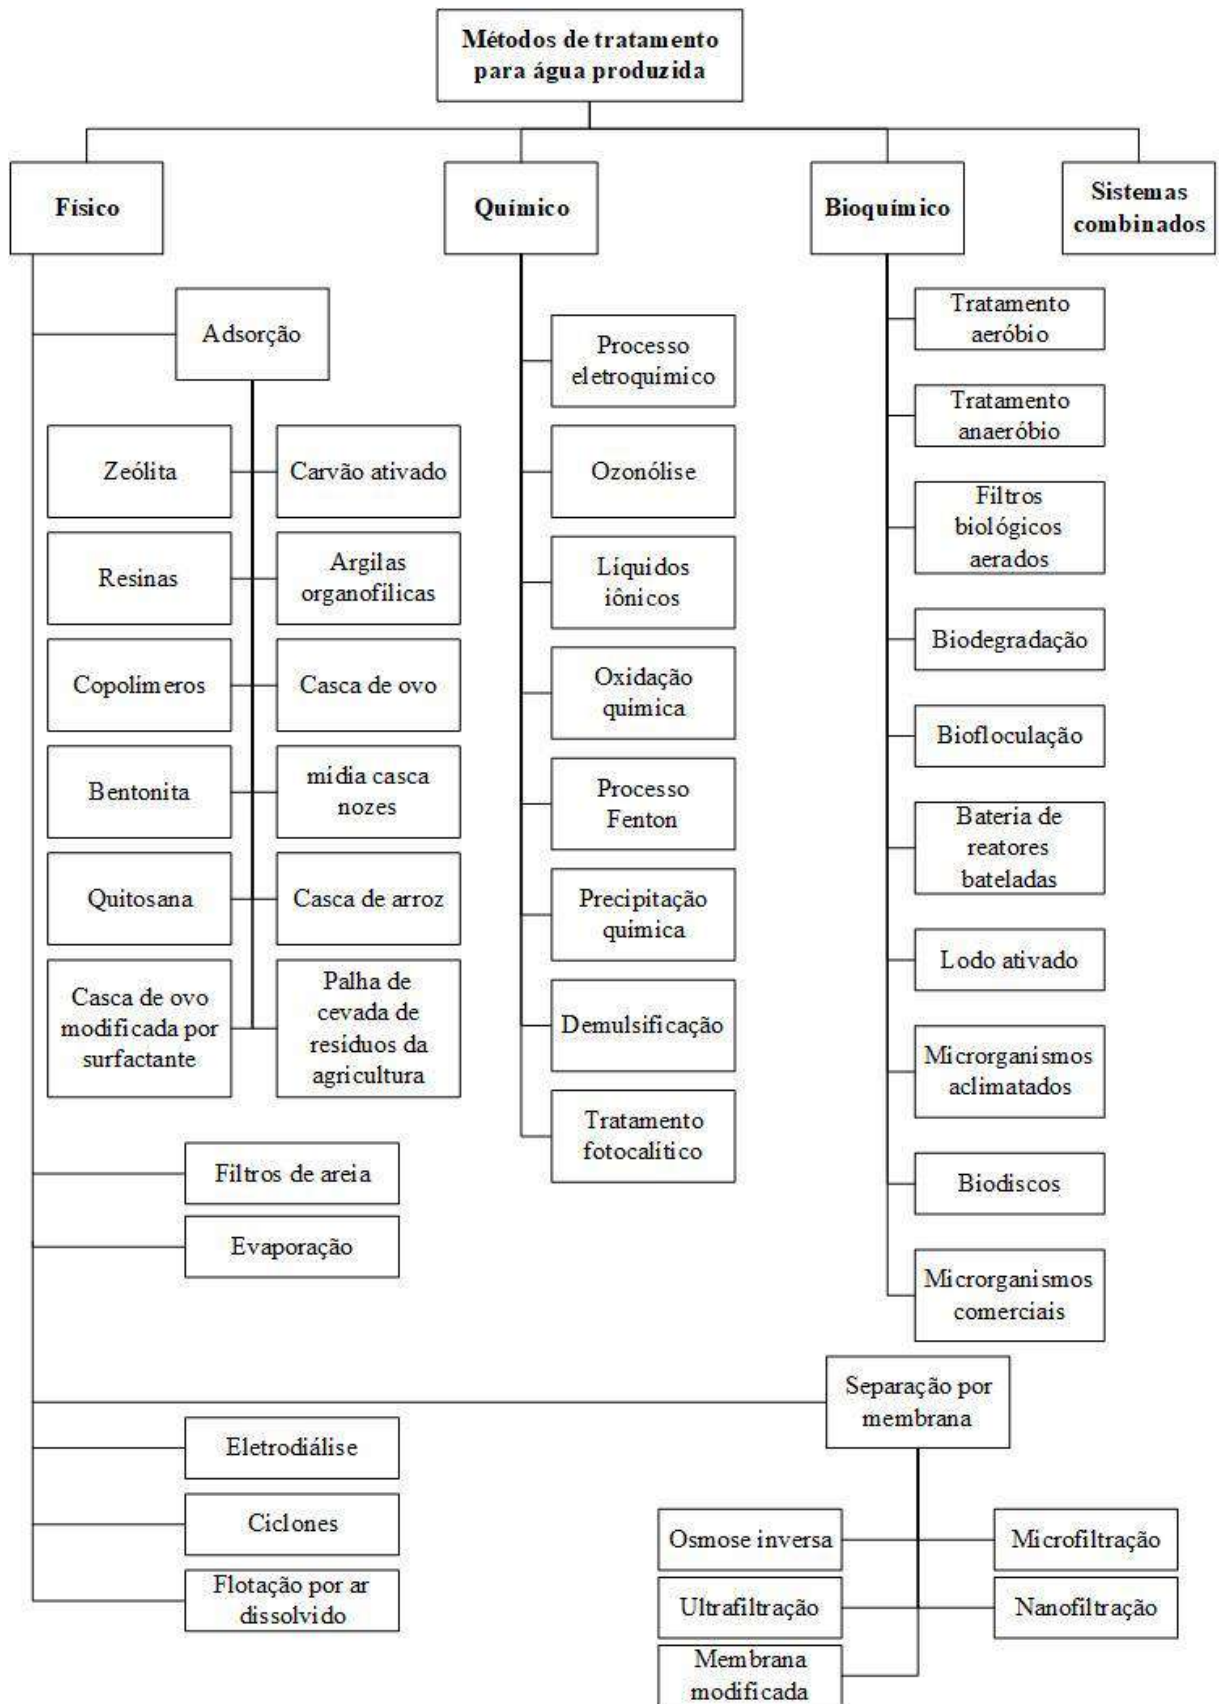 Métodos de tratamento
para água produzida
Físico
Químico
Bioquímico
Sistemas
combinados
Adsorção
Zeólita
Carvão ativado
Resinas
Argilas
organofílicas
Copolímeros
Casca de ovo
Bentonita
midia casca
nozes
Quitosana
Casca de arroz
Casca de ovo
modificada por
surfactante
Palha de
cevada de
resíduos da
agricultura
Filtros de areia
Evaporação
Eletrodiálise
Ciclones
Flotação por ar
dissolvido
Processo
eletroquímico
Ozonólise
Líquidos
iônicos
Oxidação
química
Processo
Fenton
Precipitação
química
Demulsificação
Tratamento
fotocalítico
Tratamento
aeróbio
Tratamento
anaeróbio
Filtros
biológicos
aerados
Biodegradação
Biofloculação
Bateria de
reatores
bateladas
Lodo ativado
Microrganismos
aclimatados
Biodiscos
Microrganismos
comerciais
Separação por
membrana
Osmose inversa
Microfiltração
Ultrafiltração
Nanofiltração
Membrana
modificada